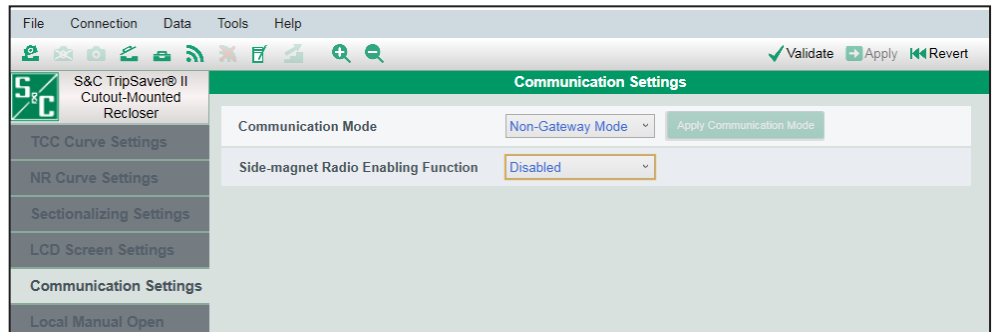 File Connection Data Tools Help
Validate Apply Revert
S&C
S&C TripSaver® II
Cutout-Mounted
Recloser
Communication Settings
TCC Curve Settings
NR Curve Settings
Sectionalizing Settings
LCD Screen Settings
Communication Settings
Local Manual Open
Communication Mode Non-Gateway Mode Apply Communication Mode
Side-magnet Radio Enabling Function Disabled